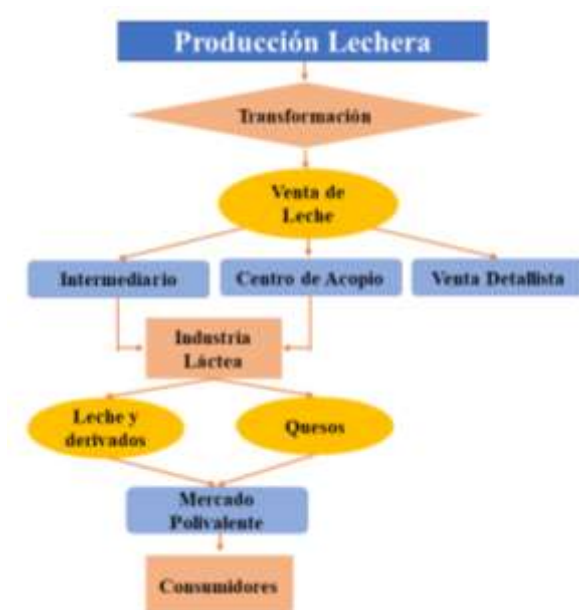 Producción Lechera
Transformación
Venta de
Leche
Intermediario
Centro de Acopio
Venta Detallista
Industria
Láctea
Leche y
derivados
Quesos
Mercado
Polivalente
Consumidores